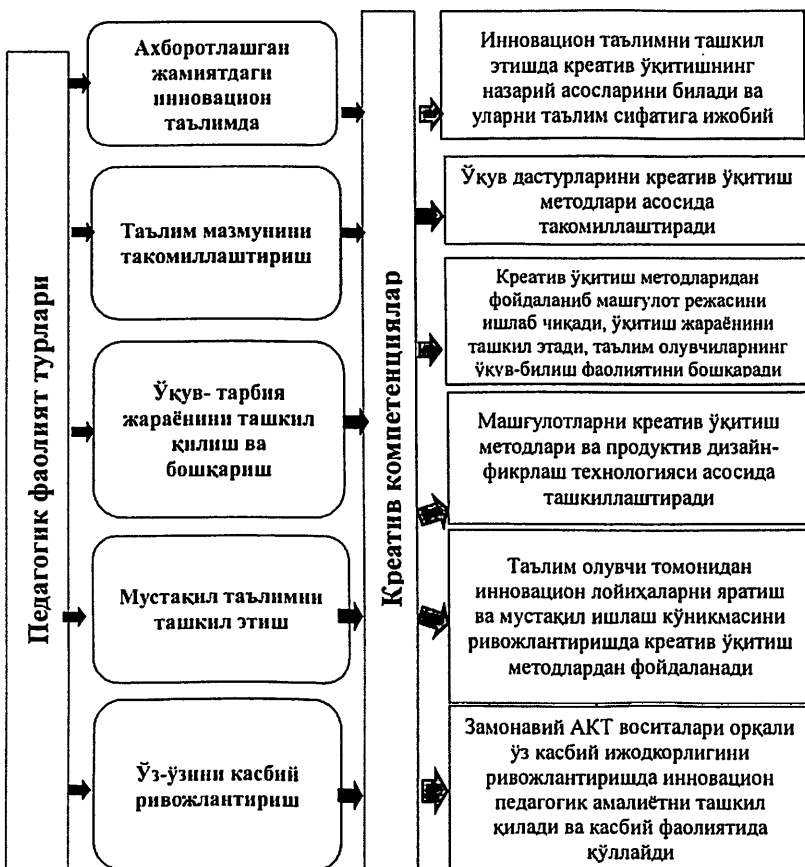 Педагогик фаолият турлари
Ахборотлашган
жамиятдаги
инновацион
таълимда
Таълим мазмунини
такомиллаштириш
Ўқув- тарбия
жараёнини ташкил
қилиш ва
бошқариш
Мустақил таълимни
ташкил этиш
Ўз-ўзини касбий
ривожлантириш
Креатив компетенциялар
Инновацион таълимни ташкил
этишда креатив ўқитишнинг
назарий асосларини билади ва
уларни таълим сифатига ижобий
Ўқув дастурларини креатив ўқитиш
методлари асосида
такомиллаштиради
Креатив ўқитиш методларидан
фойдаланиб машғулот режасини
ишлаб чиқади, ўқитиш жараёнини
ташкил этади, таълим олувчиларнинг
ўқув-билиш фаолиятини бошқаради
Машғулотларни креатив ўқитиш
методлари ва продуктив дизайн-
фикрлаш технологияси асосида
ташкиллаштиради
Таълим олувчи томонидан
инновацион лойиҳаларни яратиш
ва мустақил ишлаш кўникмасини
ривожлантиришда креатив ўқитиш
методлардан фойдаланади
Замонавий АКТ воситалари орқали
ўз касбий ижодкорлигини
ривожлантиришда инновацион
педагогик амалиётни ташкил
қилади ва касбий фаолиятида
қўллайди